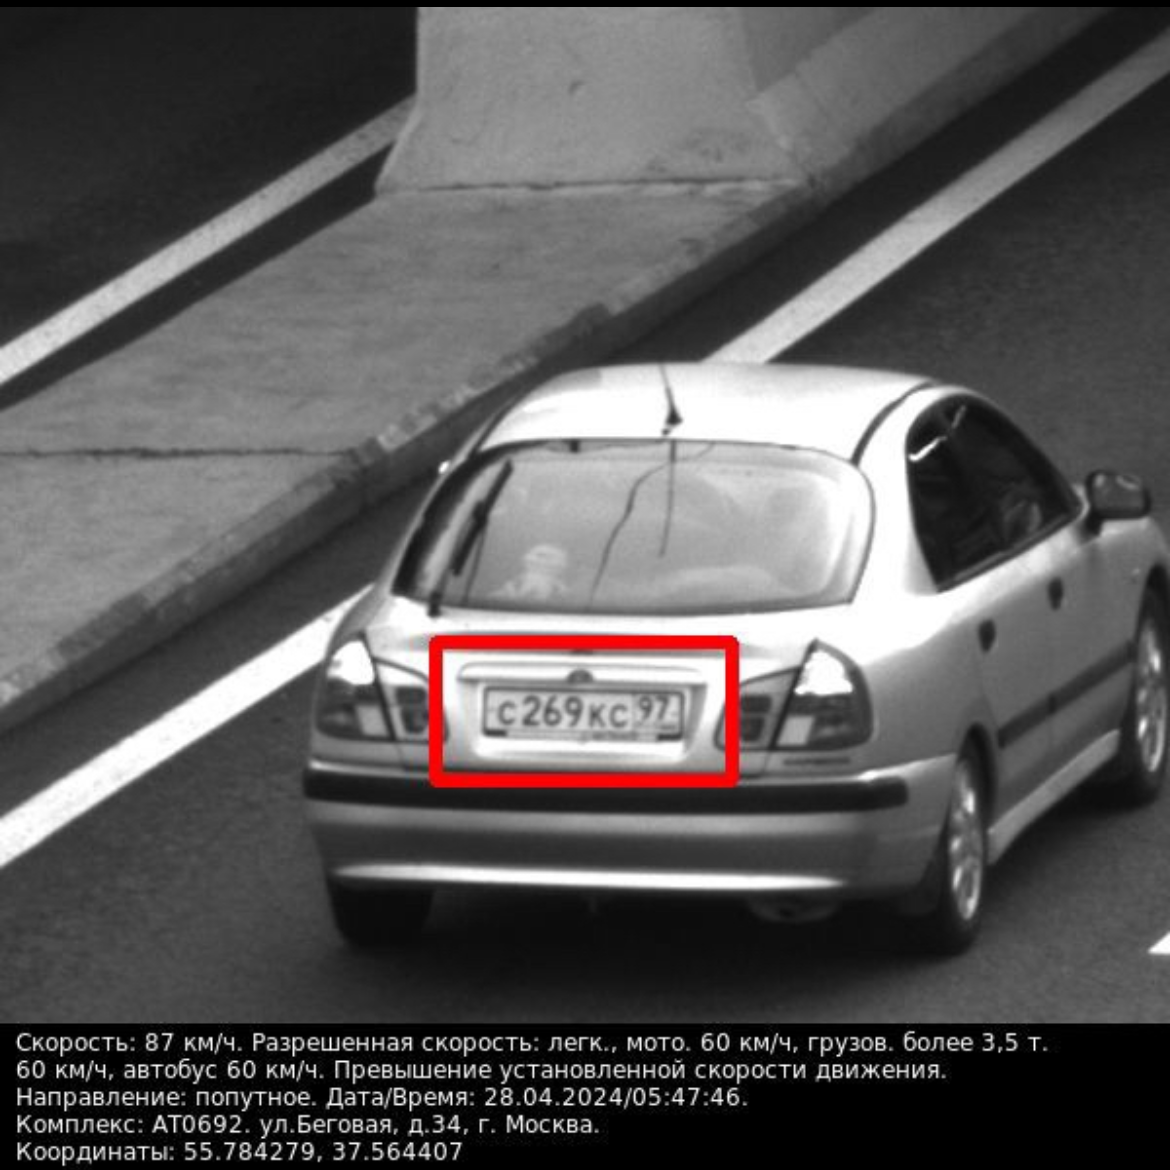 с269кс 97
Скорость: 87 км/ч. Разрешенная скорость: легк., мото. 60 км/ч, грузов. более 3,5 т.
60 км/ч, автобус 60 км/ч. Превышение установленной скорости движения.
Направление: попутное. Дата/Время: 28.04.2024/05:47:46.
Комплекс: АТ0692. ул.Беговая, д.34, г. Москва.
Координаты: 55.784279, 37.564407